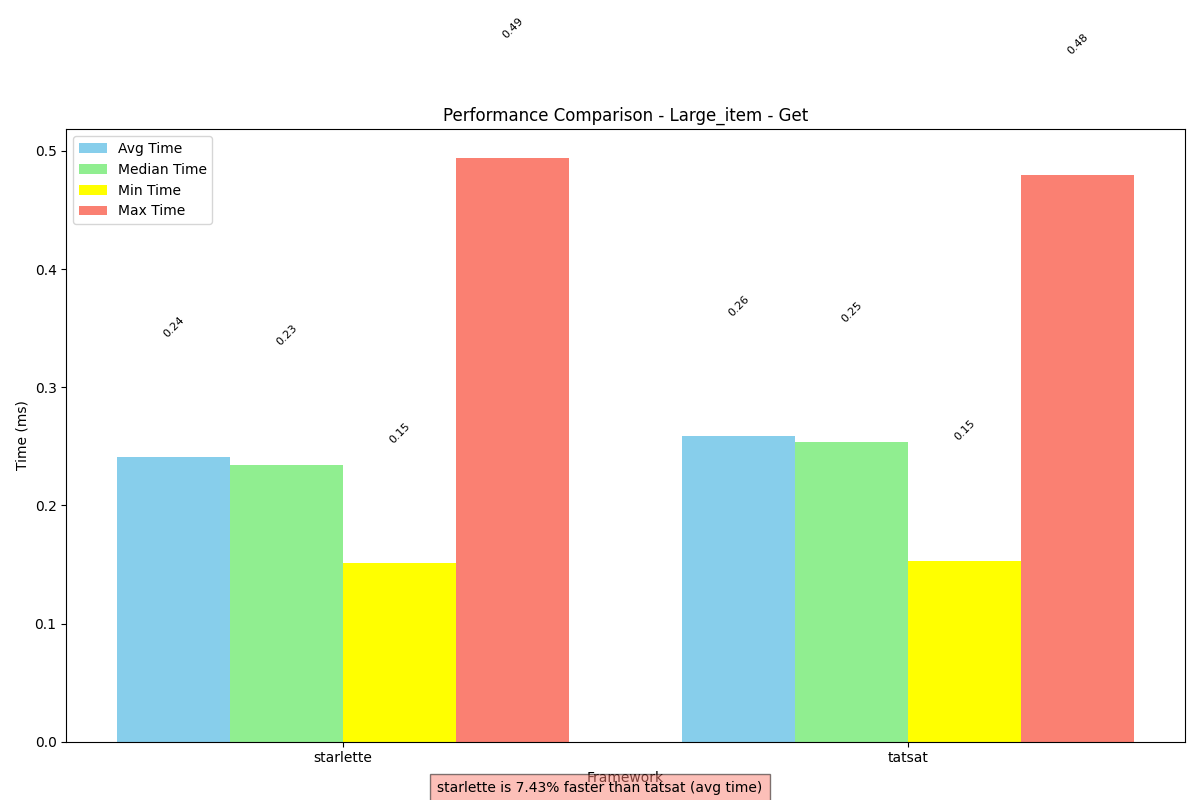 0.49
0.48
Performance Comparison - Large_item - Get
Avg Time
Median Time
Min Time
Max Time
0.5
0.4
0.3
0.2
0.1
0.0
Time (ms)
0.24
0.23
0.15
0.26
0.25
0.15
starlette
tatsat
Framework
starlette is 7.43% faster than tatsat (avg time)